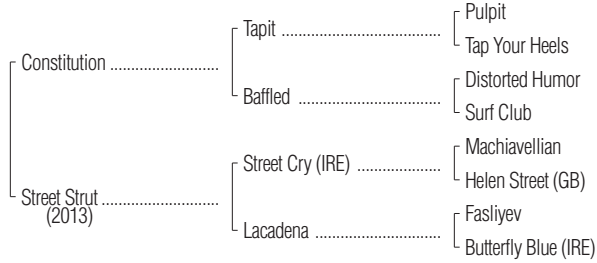 Pulpit
Tapit ........................................
Tap Your Heels
Constitution ...........................
Distorted Humor
Baffled ....................................
Surf Club
Machiavellian
Street Cry (IRE) .....................
Helen Street (GB)
Street Strut .............................
(2013)
Fasliyev
Lacadena ................................
Butterfly Blue (IRE)